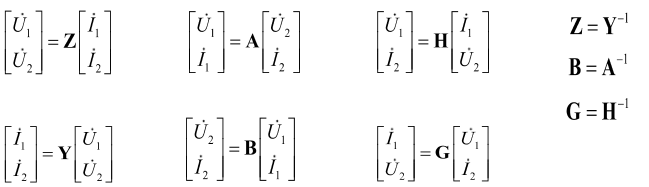 [U̇₁ U̇₂] = Z [İ₁ İ₂]
[U̇₁ İ₁] = A [U̇₂ İ₂]
[U̇₁ İ₂] = H [İ₁ U̇₂]
Z = Y⁻¹
B = A⁻¹
G = H⁻¹
[İ₁ İ₂] = Y [U̇₁ U̇₂]
[U̇₂ İ₂] = B [U̇₁ İ₁]
[İ₁ U̇₂] = G [U̇₁ İ₂]